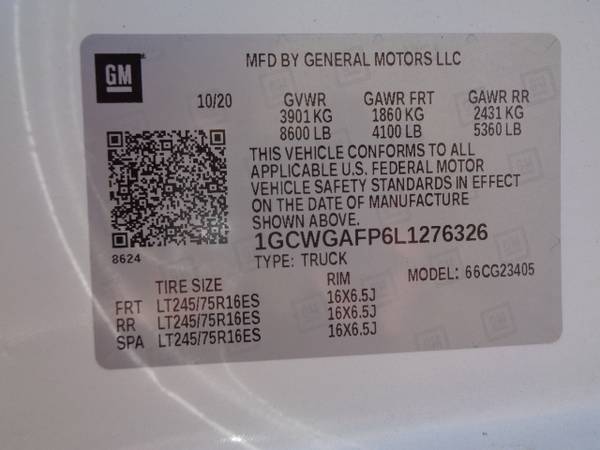 GM
MFD BY GENERAL MOTORS LLC
10/20 GVWR GAWR FRT GAWR RR
3901 KG 1860 KG 2431 KG
8600 LB 4100 LB 5360 LB
THIS VEHICLE CONFORMS TO ALL
APPLICABLE U.S. FEDERAL MOTOR
VEHICLE SAFETY STANDARDS IN EFFECT
ON THE DATE OF MANUFACTURE
SHOWN ABOVE.
1GCWGAFP6L1276326
8624
TYPE: TRUCK
TIRE SIZE RIM MODEL: 66CG23405
FRT LT245/75R16ES 16X6.5J
RR LT245/75R16ES 16X6.5J
SPA LT245/75R16ES 16X6.5J